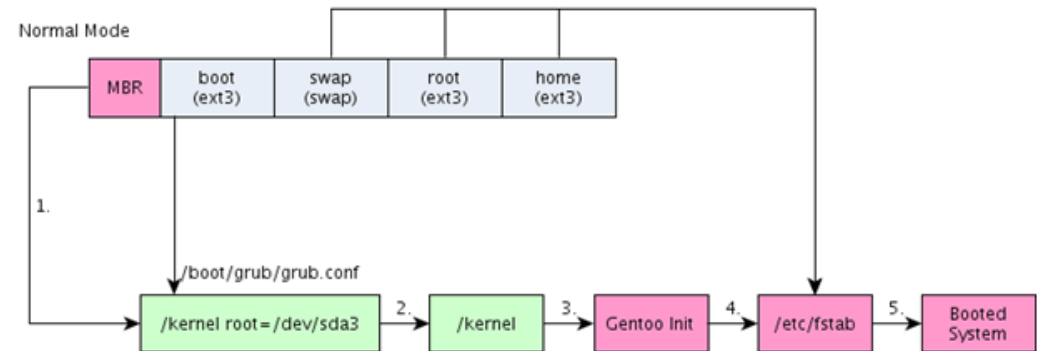 Normal Mode
MBR
boot
(ext3)
swap
(swap)
root
(ext3)
home
(ext3)
1.
/boot/grub/grub.conf
/kernel root=/dev/sda3
2.
/kernel
3.
Gentoo Init
4.
/etc/fstab
5.
Booted
System